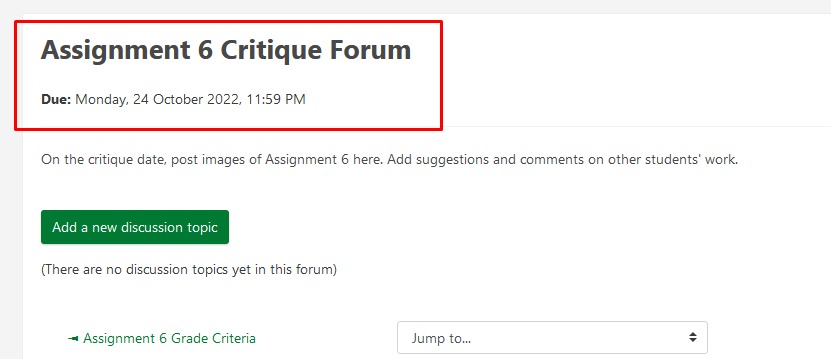 Assignment 6 Critique Forum
Due: Monday, 24 October 2022, 11:59 PM
On the critique date, post images of Assignment 6 here. Add suggestions and comments on other students' work.
Add a new discussion topic
(There are no discussion topics yet in this forum)
◄ Assignment 6 Grade Criteria
Jump to...